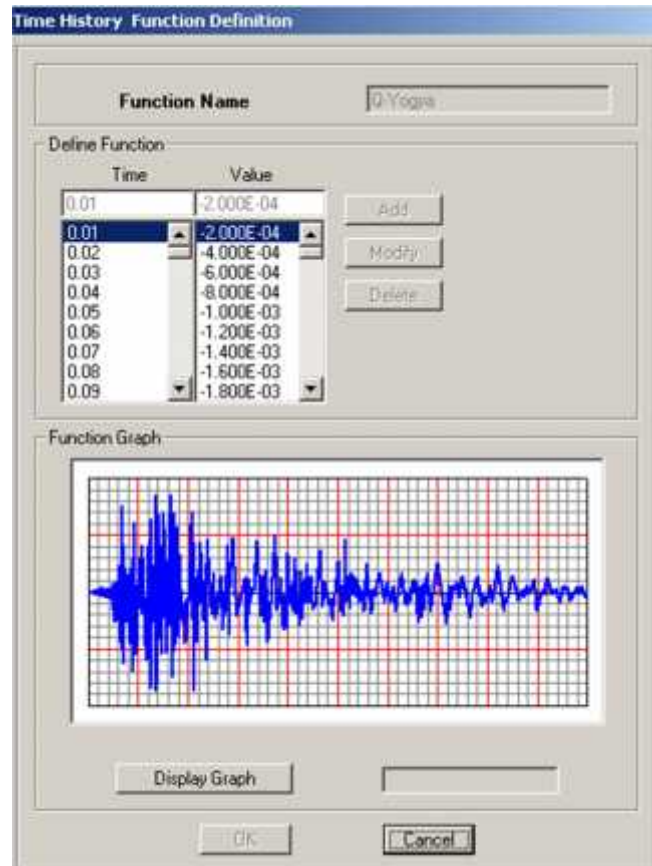 Time History Function Definition
Function Name
Q-Yogya
Define Function
Time Value
0.01 -2.000E-04
Add
0.01 -2.000E-04
0.02 -4.000E-04
Modify
0.03 -6.000E-04
0.04 -8.000E-04
Delete
0.05 -1.000E-03
0.06 -1.200E-03
0.07 -1.400E-03
0.08 -1.600E-03
0.09 -1.800E-03
Function Graph
Display Graph
OK Cancel